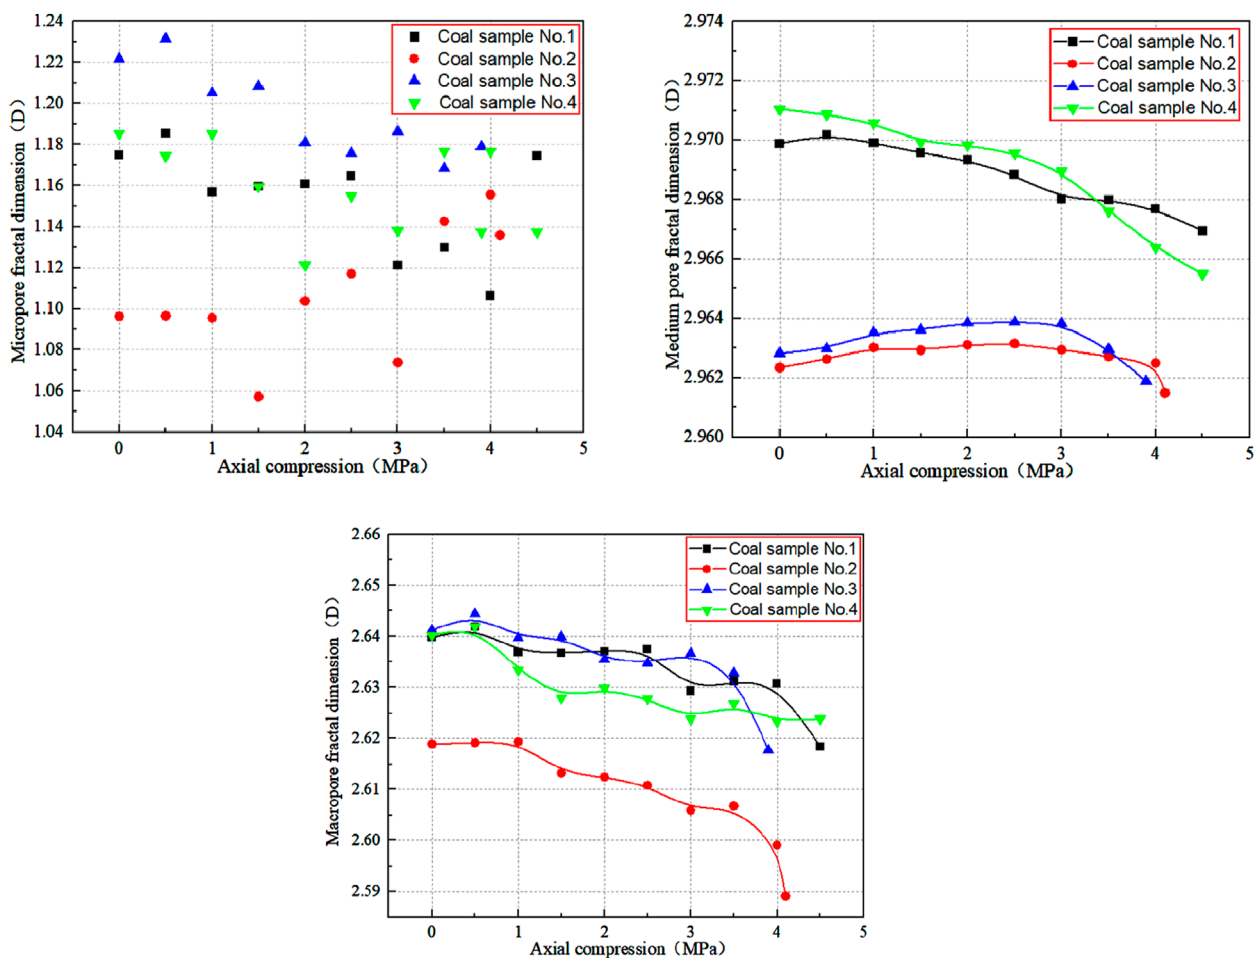 1.24
1.22
1.20
1.18
1.16
1.14
1.12
1.10
1.08
1.06
1.04
Micropore fractal dimension（D）
Coal sample No.1
Coal sample No.2
Coal sample No.3
Coal sample No.4
0 1 2 3 4 5
Axial compression（MPa）
2.974
2.972
2.970
2.968
2.966
2.964
2.962
2.960
Medium pore fractal dimension（D）
Coal sample No.1
Coal sample No.2
Coal sample No.3
Coal sample No.4
0 1 2 3 4 5
Axial compression（MPa）
2.66
2.65
2.64
2.63
2.62
2.61
2.60
2.59
Macropore fractal dimension（D）
Coal sample No.1
Coal sample No.2
Coal sample No.3
Coal sample No.4
0 1 2 3 4 5
Axial compression（MPa）